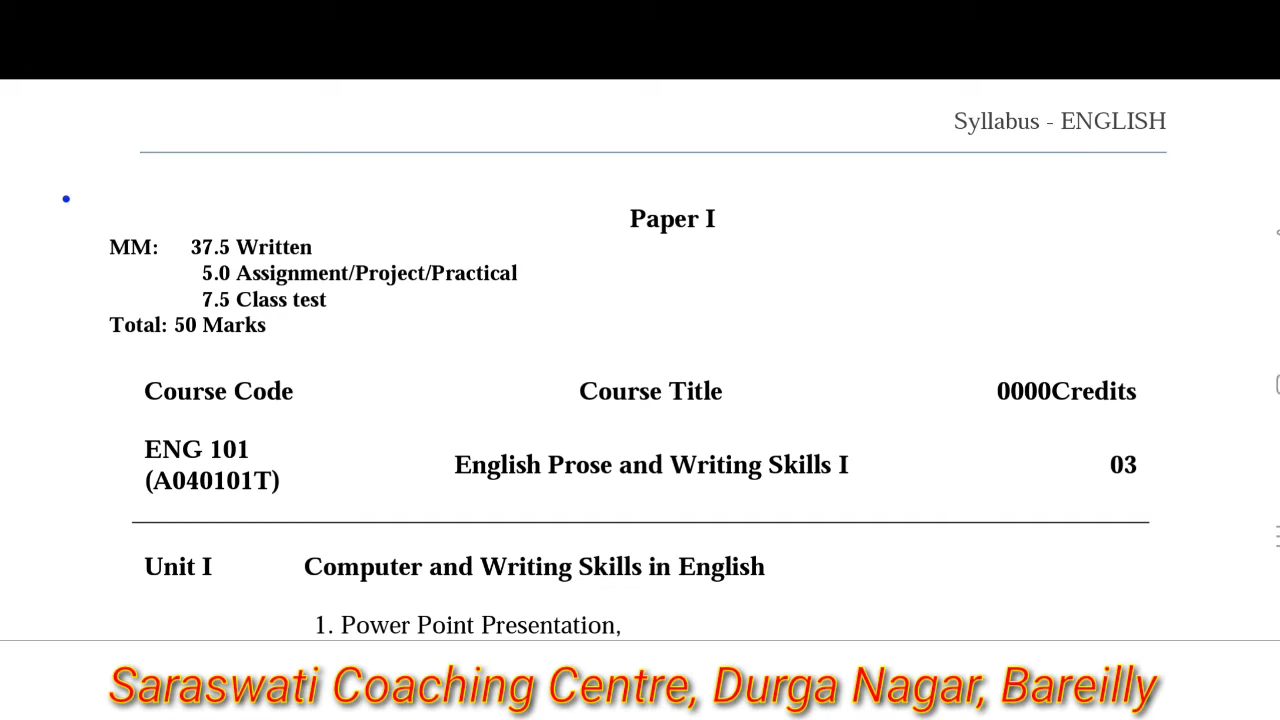 Syllabus - ENGLISH
Paper I
MM: 37.5 Written
5.0 Assignment/Project/Practical
7.5 Class test
Total: 50 Marks
Course Code Course Title 0000Credits
ENG 101
(A040101T) English Prose and Writing Skills I 03
Unit I Computer and Writing Skills in English
1. Power Point Presentation,
Saraswati Coaching Centre, Durga Nagar, Bareilly